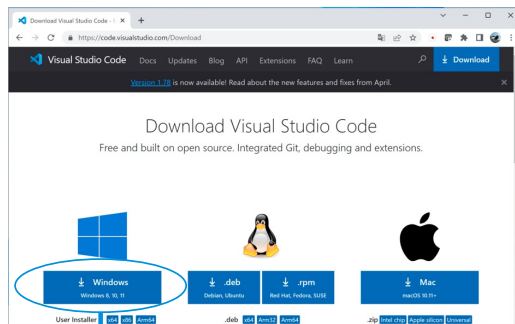 Download Visual Studio Code -
https://code.visualstudio.com/Download
Visual Studio Code Docs Updates Blog API Extensions FAQ Learn Download
Version 1.78 is now available! Read about the new features and fixes from April.
Download Visual Studio Code
Free and built on open source. Integrated Git, debugging and extensions.
Windows
Windows 8, 10, 11
.deb
Debian, Ubuntu
.rpm
Red Hat, Fedora, SUSE
Mac
macOS 10.11+
User Installer x64 x86 Arm64
.deb x64 Arm32 Arm64
.zip Intel chip Apple silicon Universal